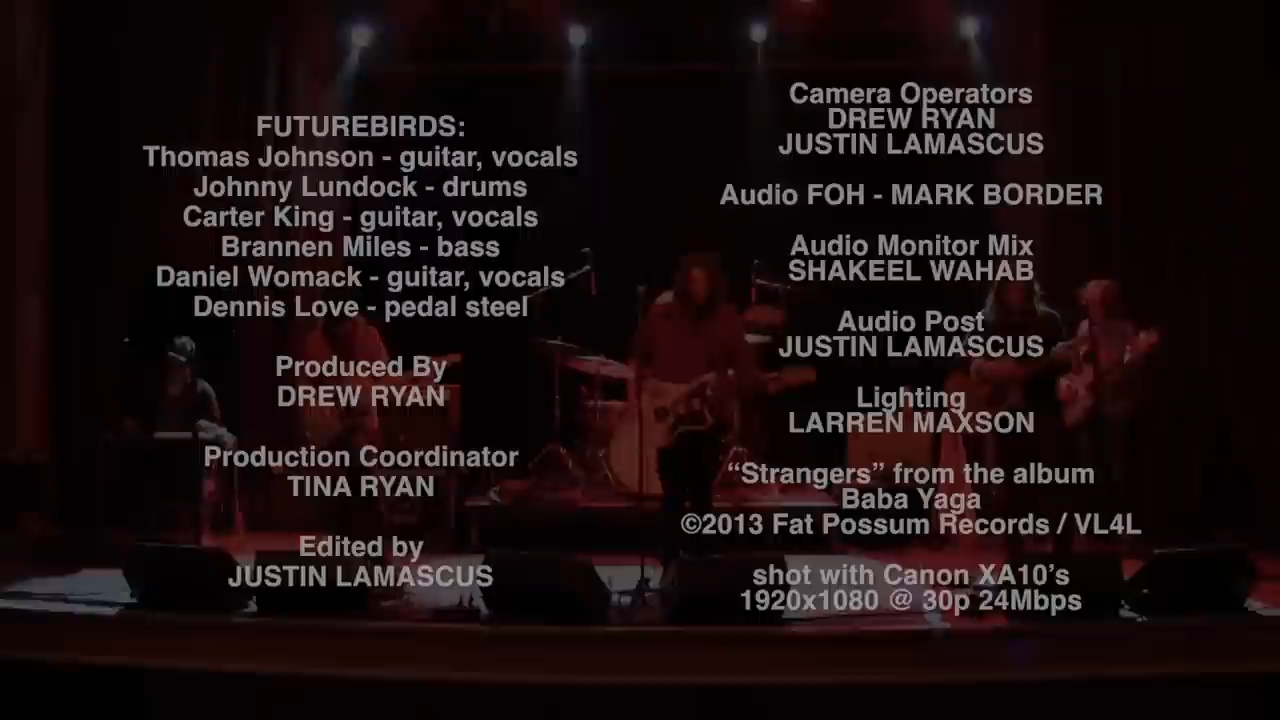 FUTUREBIRDS:
Thomas Johnson - guitar, vocals
Johnny Lundock - drums
Carter King - guitar, vocals
Brannen Miles - bass
Daniel Womack - guitar, vocals
Dennis Love - pedal steel
Produced By
DREW RYAN
Production Coordinator
TINA RYAN
Edited by
JUSTIN LAMASCUS
Camera Operators
DREW RYAN
JUSTIN LAMASCUS
Audio FOH - MARK BORDER
Audio Monitor Mix
SHAKEEL WAHAB
Audio Post
JUSTIN LAMASCUS
Lighting
LARREN MAXSON
“Strangers” from the album
Baba Yaga
©2013 Fat Possum Records / VL4L
shot with Canon XA10’s
1920x1080 @ 30p 24Mbps